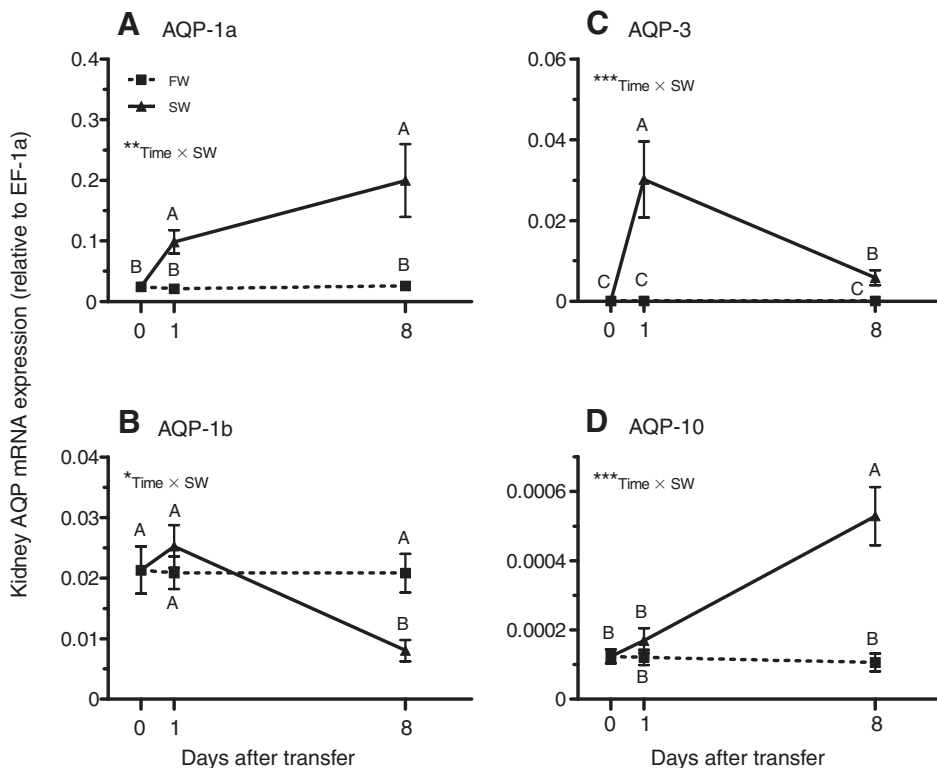 Kidney AQP mRNA expression (relative to EF-1a)
A AQP-1a
0.4
0.3
0.2
0.1
0
FW
SW
**Time × SW
B
A
B
A
B
0 1 8
C AQP-3
0.06
0.04
0.02
0
***Time × SW
C
A
C
B
C
0 1 8
B AQP-1b
0.04
0.03
0.02
0.01
0
*Time × SW
A
A
A
A
B
0 1 8
Days after transfer
D AQP-10
0.0006
0.0004
0.0002
0
***Time × SW
B
B
B
A
B
0 1 8
Days after transfer